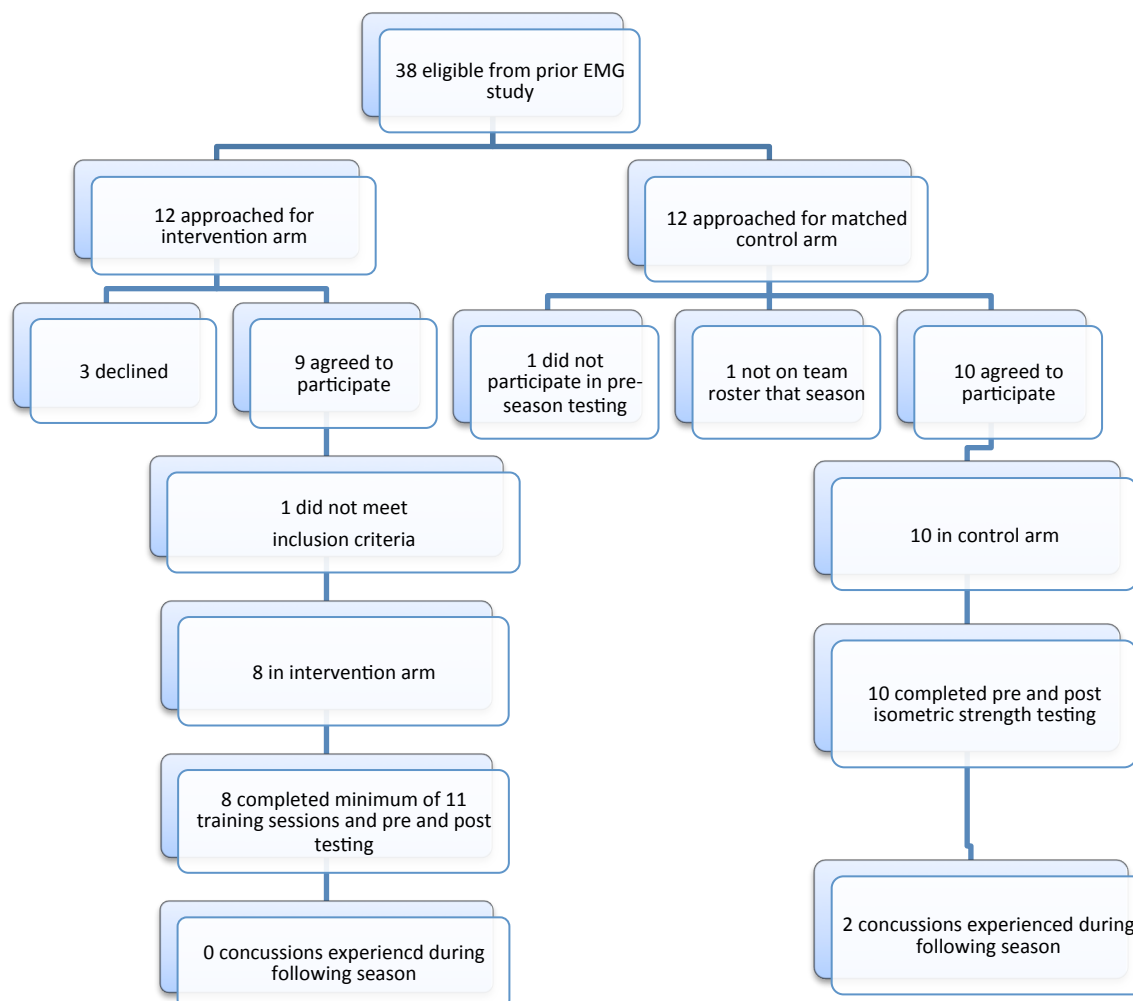 38 eligible from prior EMG
study
12 approached for
intervention arm
12 approached for matched
control arm
3 declined
9 agreed to
participate
1 did not
participate in pre-
season testing
1 not on team
roster that season
10 agreed to
participate
1 did not meet
inclusion criteria
10 in control arm
8 in intervention arm
10 completed pre and post
isometric strength testing
8 completed minimum of 11
training sessions and pre and post
testing
2 concussions experienced during
following season
0 concussions experiencd during
following season